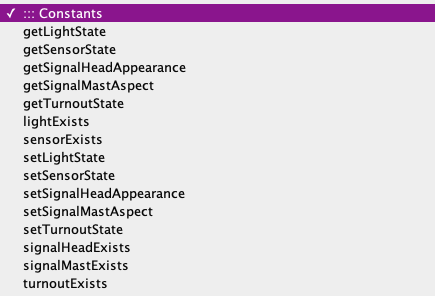 ✓ ::: Constants
getLightState
getSensorState
getSignalHeadAppearance
getSignalMastAspect
getTurnoutState
lightExists
sensorExists
setLightState
setSensorState
setSignalHeadAppearance
setSignalMastAspect
setTurnoutState
signalHeadExists
signalMastExists
turnoutExists